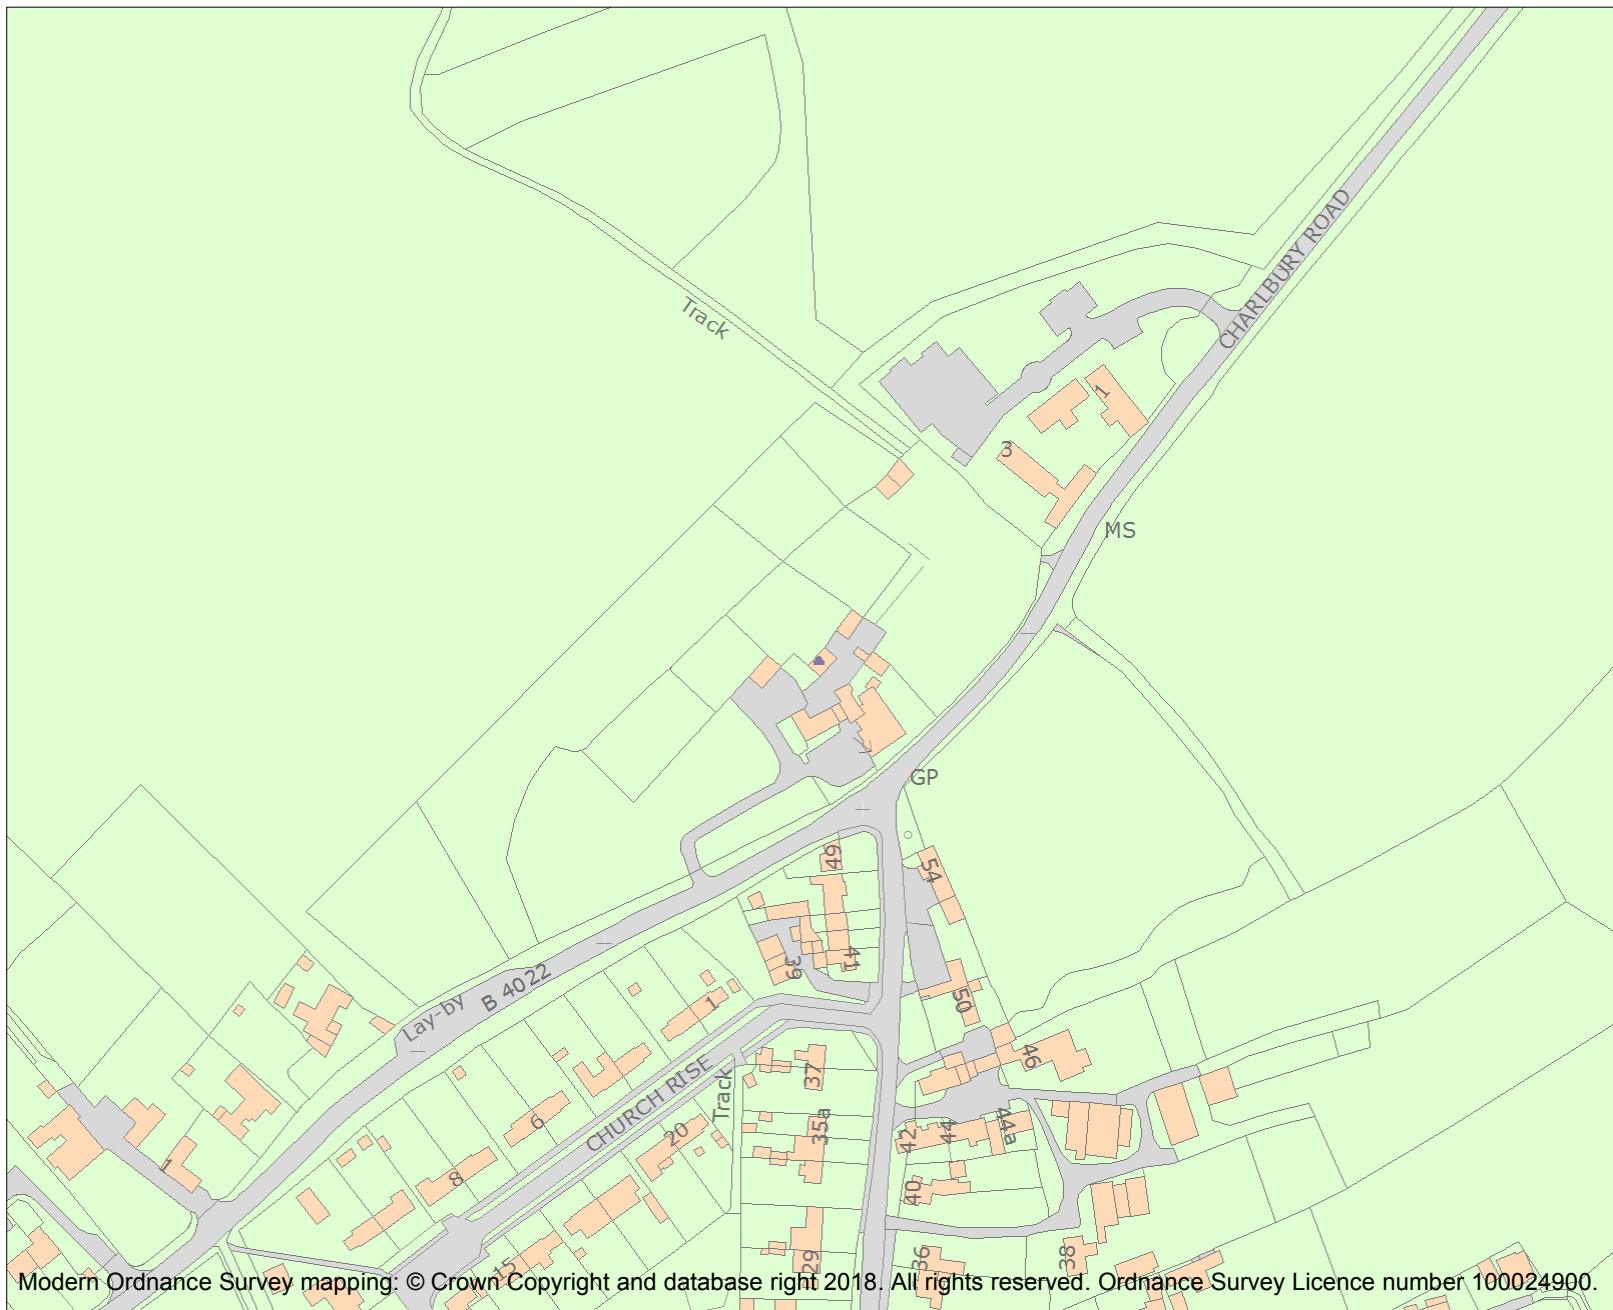 CHARLBURY ROAD
Track
1
3
MS
7
GP
49
54
39
41
50
1
B 4022
Lay-by
46
37
CHURCH RISE
Track
35a
44a
42
44
6
20
1
8
40
36
38
29
15
Modern Ordnance Survey mapping: © Crown Copyright and database right 2018. All rights reserved. Ordnance Survey Licence number 100024900.